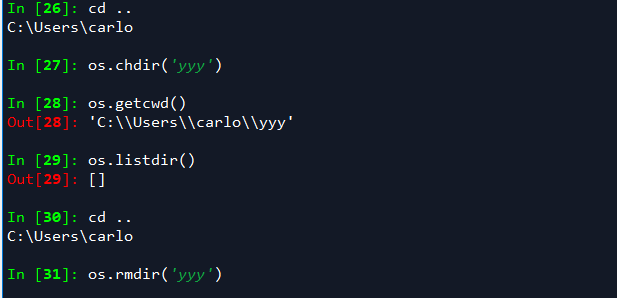 In [26]: cd ..
C:\Users\carlo
In [27]: os.chdir('yyy')
In [28]: os.getcwd()
Out[28]: 'C:\\Users\\carlo\\yyy'
In [29]: os.listdir()
Out[29]: []
In [30]: cd ..
C:\Users\carlo
In [31]: os.rmdir('yyy')